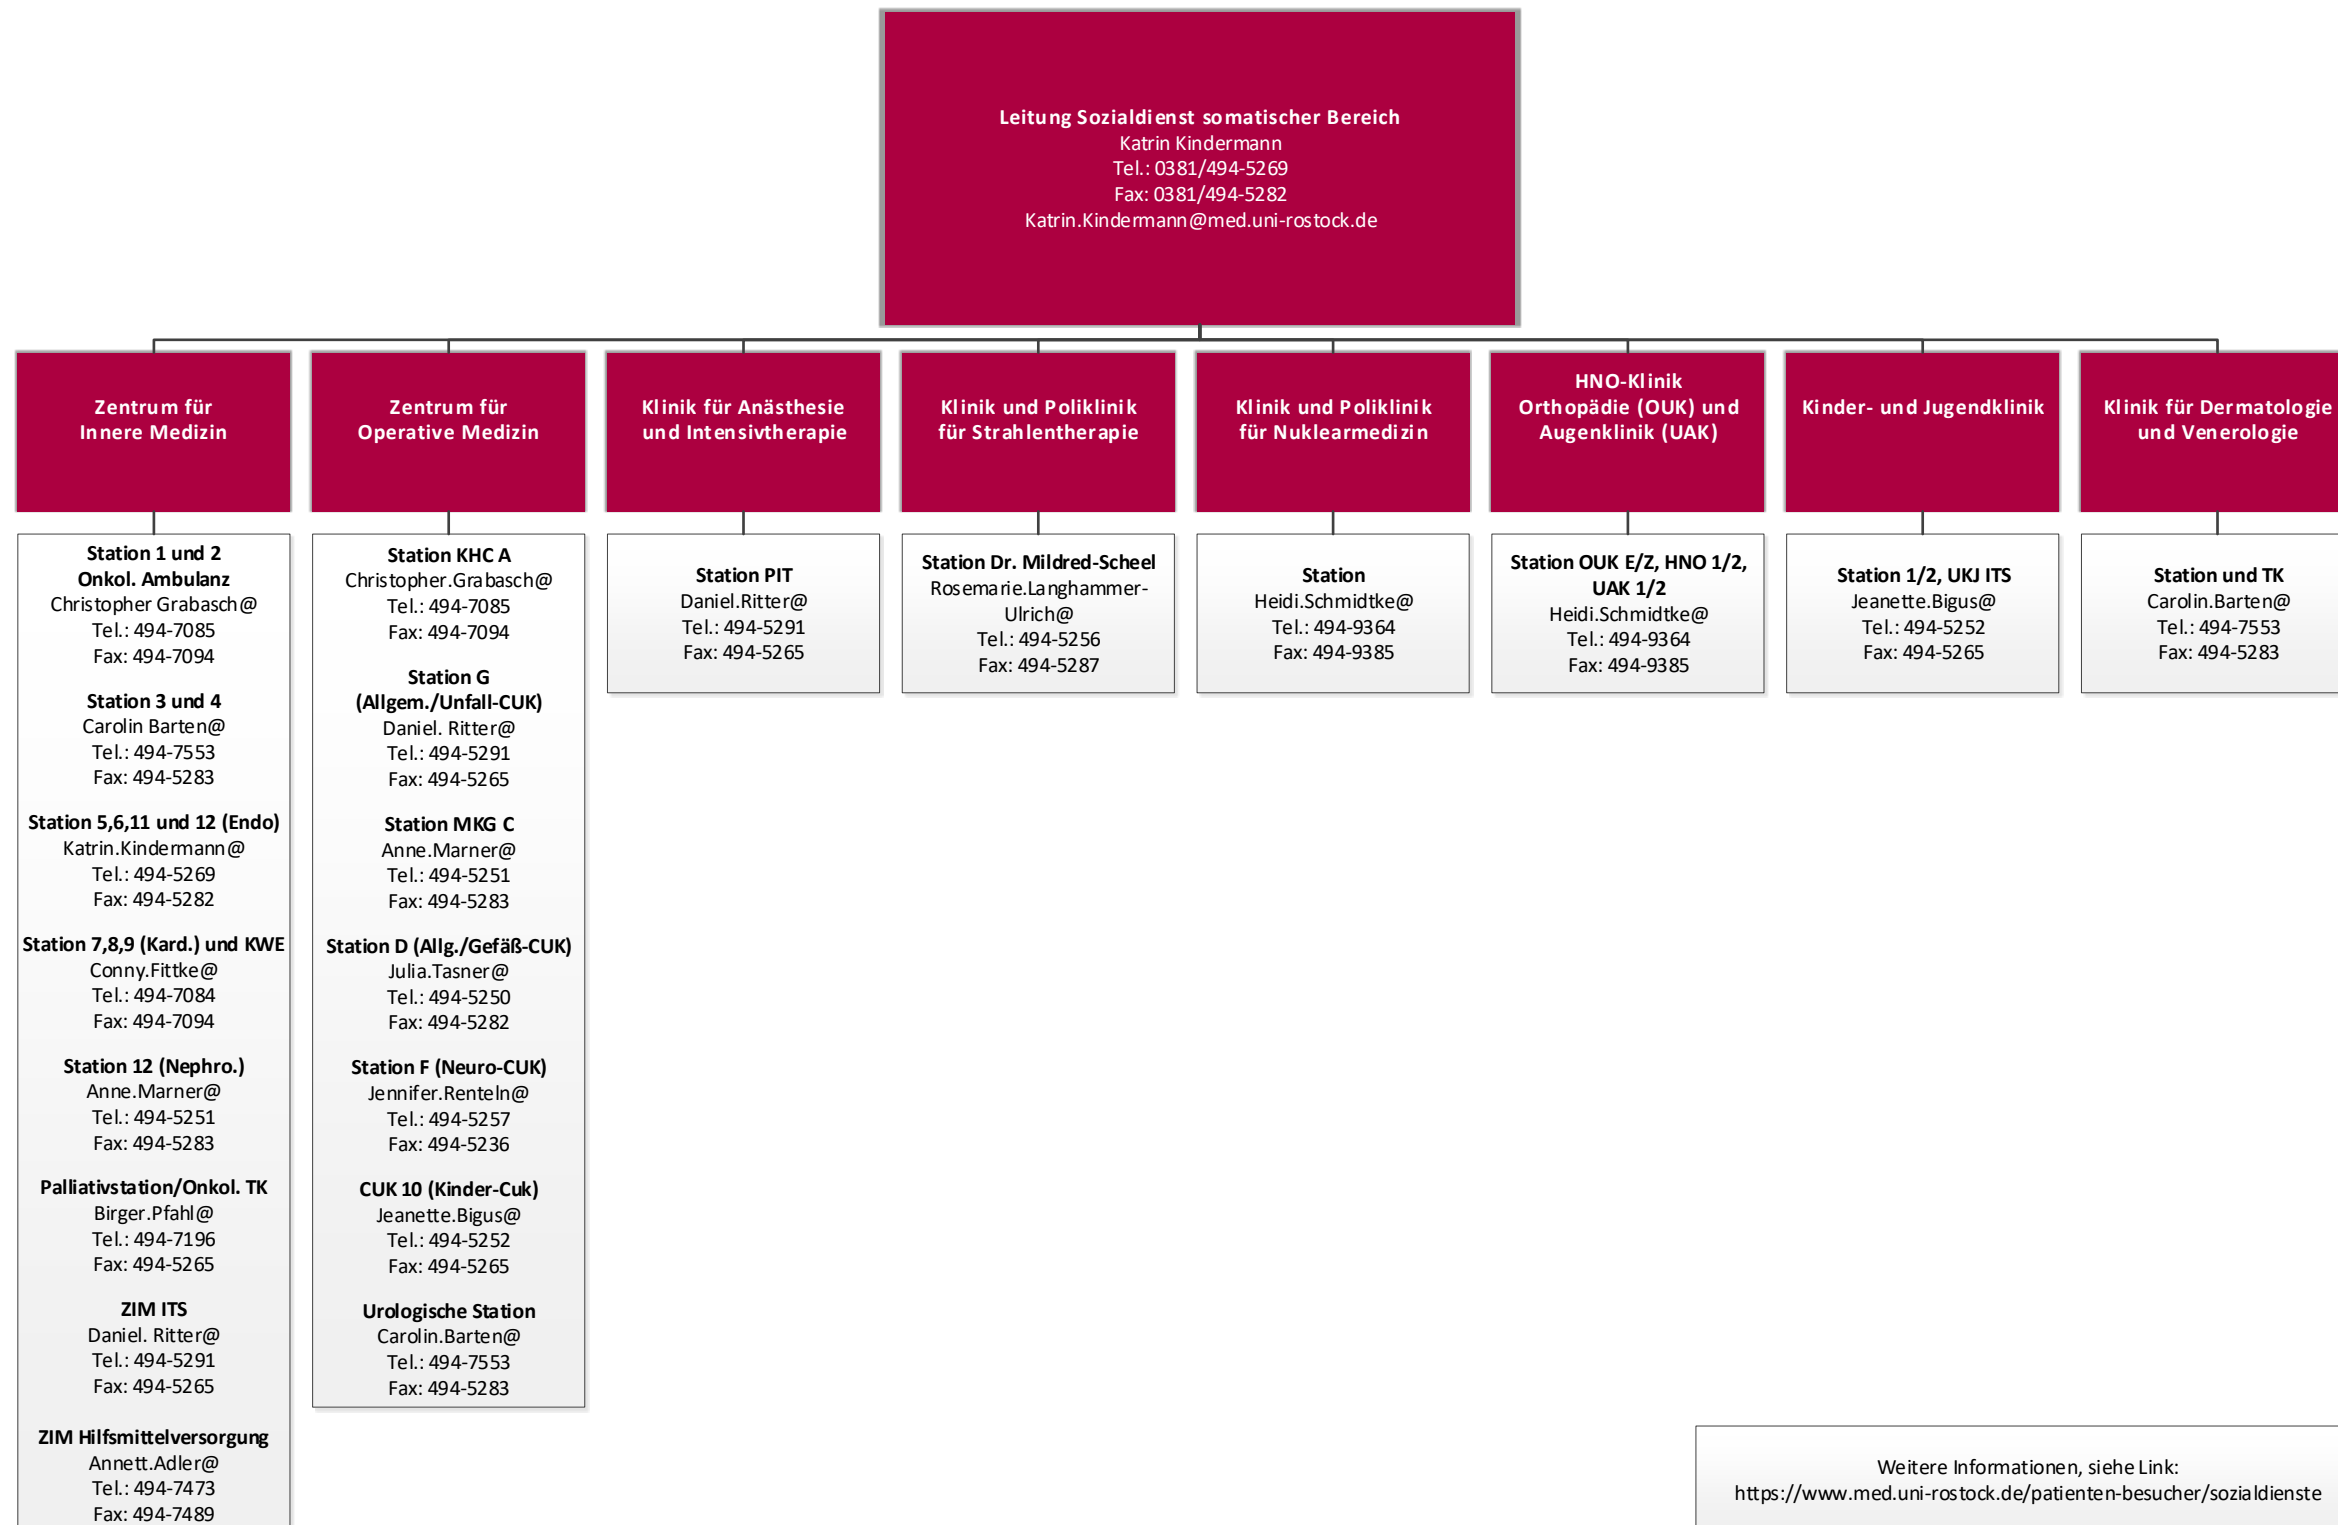 Leitung Sozialdienst somatischer Bereich
Katrin Kindermann
Tel.: 0381/494-5269
Fax: 0381/494-5282
Katrin.Kindermann@med.uni-rostock.de
Zentrum für
Innere Medizin
Station 1 und 2
Onkol. Ambulanz
Christopher Grabasch@
Tel.: 494-7085
Fax: 494-7094
Station 3 und 4
Carolin Barten@
Tel.: 494-7553
Fax: 494-5283
Station 5,6,11 und 12 (Endo)
Katrin.Kindermann@
Tel.: 494-5269
Fax: 494-5282
Station 7,8,9 (Kard.) und KWE
Conny.Fittke@
Tel.: 494-7084
Fax: 494-7094
Station 12 (Nephro.)
Anne.Marner@
Tel.: 494-5251
Fax: 494-5283
Palliativstation/Onkol. TK
Birger.Pfahl@
Tel.: 494-7196
Fax: 494-5265
ZIM ITS
Daniel. Ritter@
Tel.: 494-5291
Fax: 494-5265
ZIM Hilfsmittelversorgung
Annett.Adler@
Tel.: 494-7473
Fax: 494-7489
Zentrum für
Operative Medizin
Station KHC A
Christopher.Grabasch@
Tel.: 494-7085
Fax: 494-7094
Station G
(Allgem./Unfall-CUK)
Daniel. Ritter@
Tel.: 494-5291
Fax: 494-5265
Station MKG C
Anne.Marner@
Tel.: 494-5251
Fax: 494-5283
Station D (Allg./Gefäß-CUK)
Julia.Tasner@
Tel.: 494-5250
Fax: 494-5282
Station F (Neuro-CUK)
Jennifer.Renteln@
Tel.: 494-5257
Fax: 494-5236
CUK 10 (Kinder-Cuk)
Jeanette.Bigus@
Tel.: 494-5252
Fax: 494-5265
Urologische Station
Carolin.Barten@
Tel.: 494-7553
Fax: 494-5283
Klinik für Anästhesie
und Intensivtherapie
Station PIT
Daniel.Ritter@
Tel.: 494-5291
Fax: 494-5265
Klinik und Poliklinik
für Strahlentherapie
Station Dr. Mildred-Scheel
Rosemarie.Langhammer-
Ulrich@
Tel.: 494-5256
Fax: 494-5287
Klinik und Poliklinik
für Nuklearmedizin
Station
Heidi.Schmidtke@
Tel.: 494-9364
Fax: 494-9385
HNO-Klinik
Orthopädie (OUK) und
Augenklinik (UAK)
Station OUK E/Z, HNO 1/2,
UAK 1/2
Heidi.Schmidtke@
Tel.: 494-9364
Fax: 494-9385
Kinder- und Jugendklinik
Station 1/2, UKJ ITS
Jeanette.Bigus@
Tel.: 494-5252
Fax: 494-5265
Klinik für Dermatologie
und Venerologie
Station und TK
Carolin.Barten@
Tel.: 494-7553
Fax: 494-5283
Weitere Informationen, siehe Link:
https://www.med.uni-rostock.de/patienten-besucher/sozialdienste